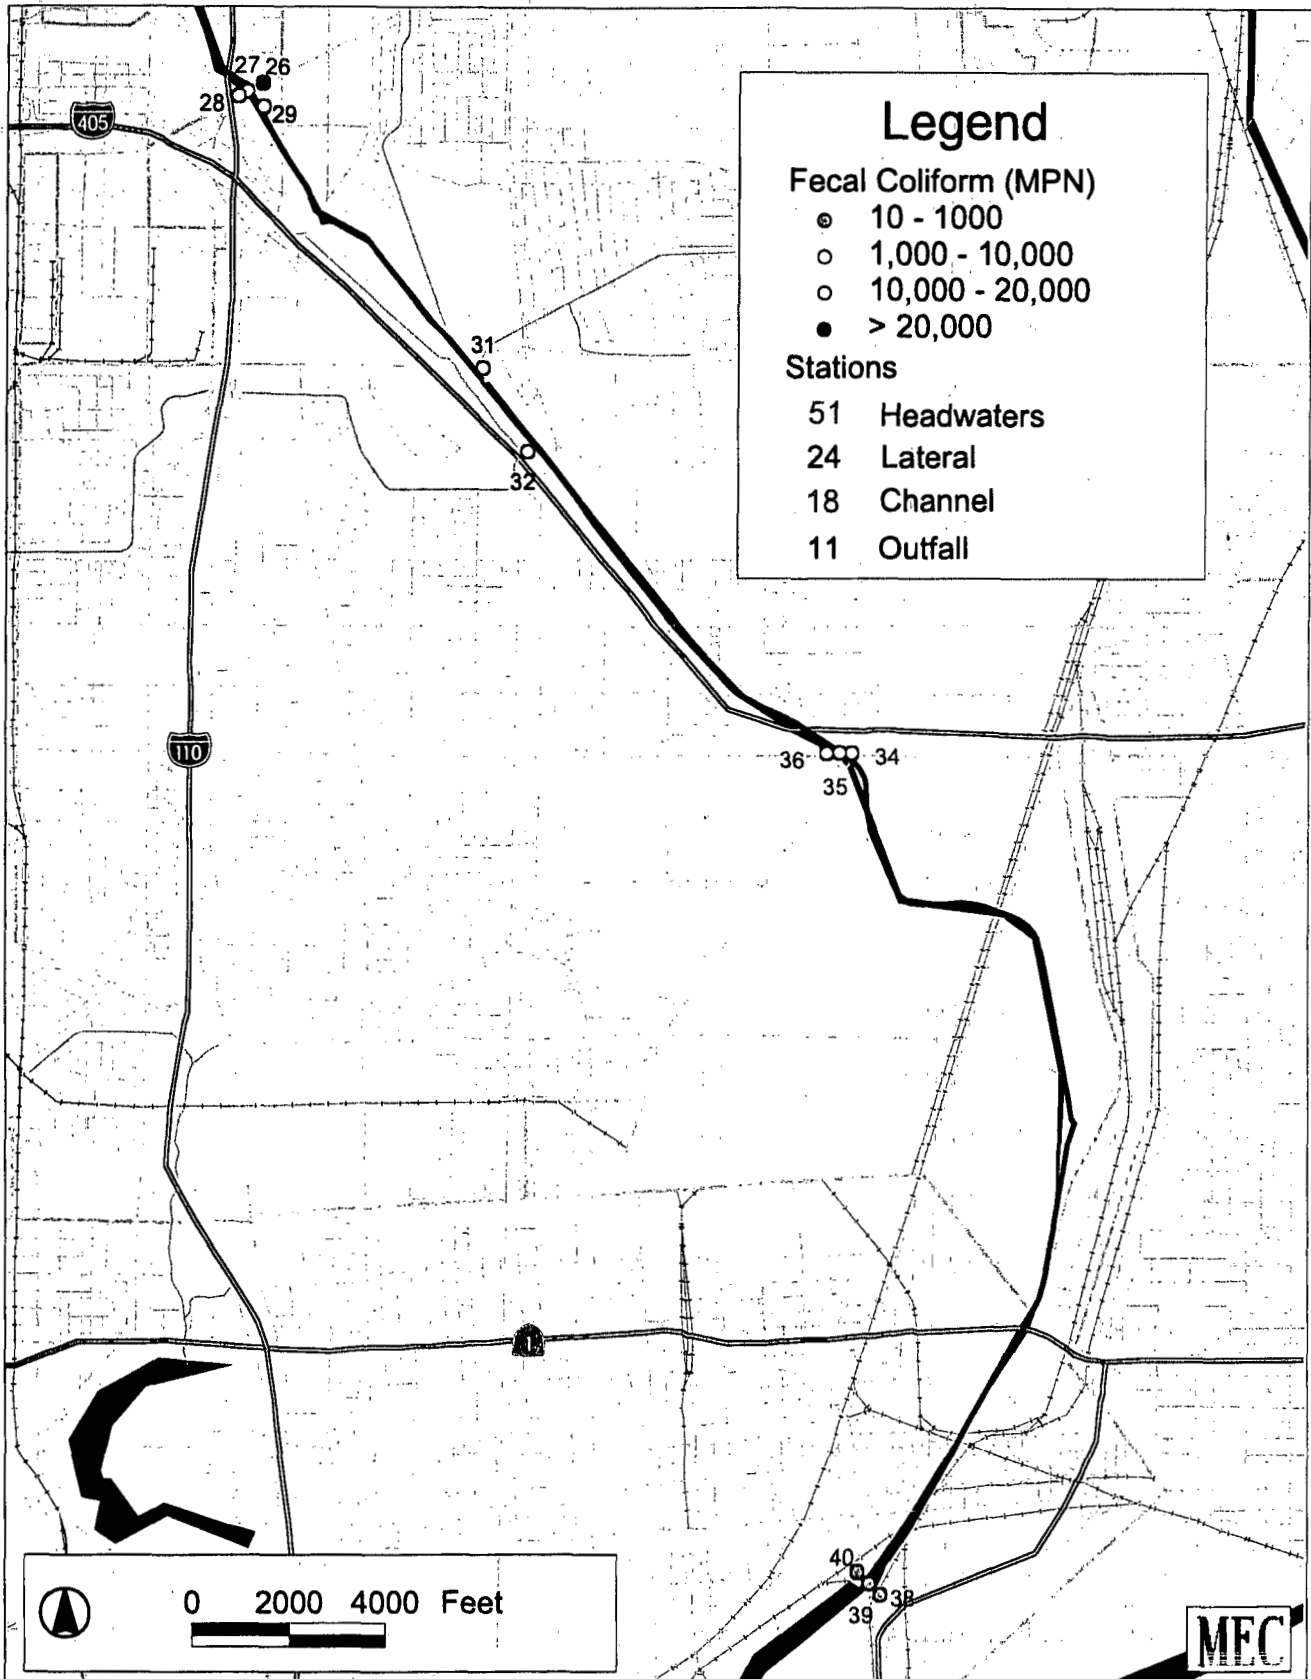 27 26
28
29
405
Legend
Fecal Coliform (MPN)
10 - 1000
1,000 - 10,000
10,000 - 20,000
> 20,000
Stations
51 Headwaters
24 Lateral
18 Channel
11 Outfall
31
32
110
36
34
35
1
40
38
39
0 2000 4000 Feet
MEC